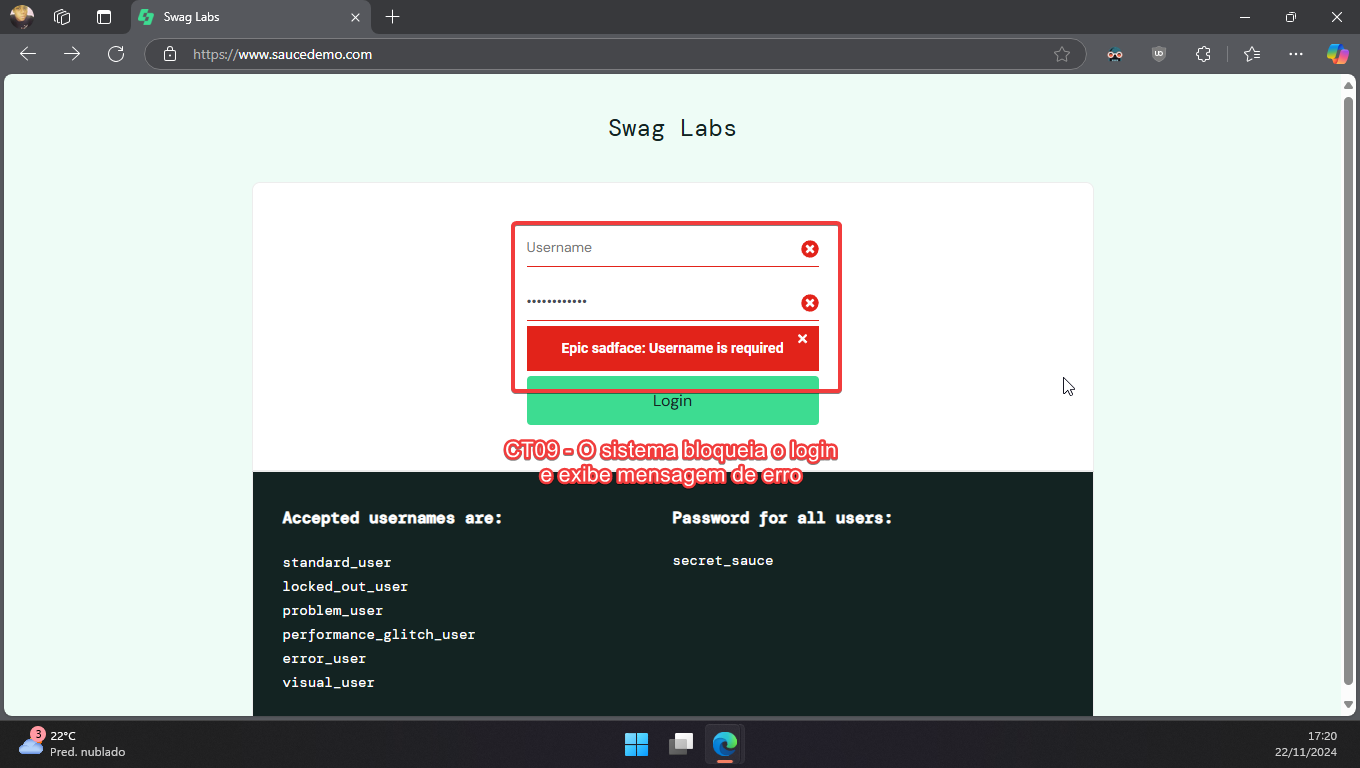 Swag Labs
https://www.saucedemo.com
UD
Swag Labs
Username
••••••••••••
Epic sadface: Username is required
Login
CT09 - O sistema bloqueia o login
e exibe mensagem de erro
Accepted usernames are:
standard_user
locked_out_user
problem_user
performance_glitch_user
error_user
visual_user
Password for all users:
secret_sauce
3
22°C
Pred. nublado
17:20
22/11/2024